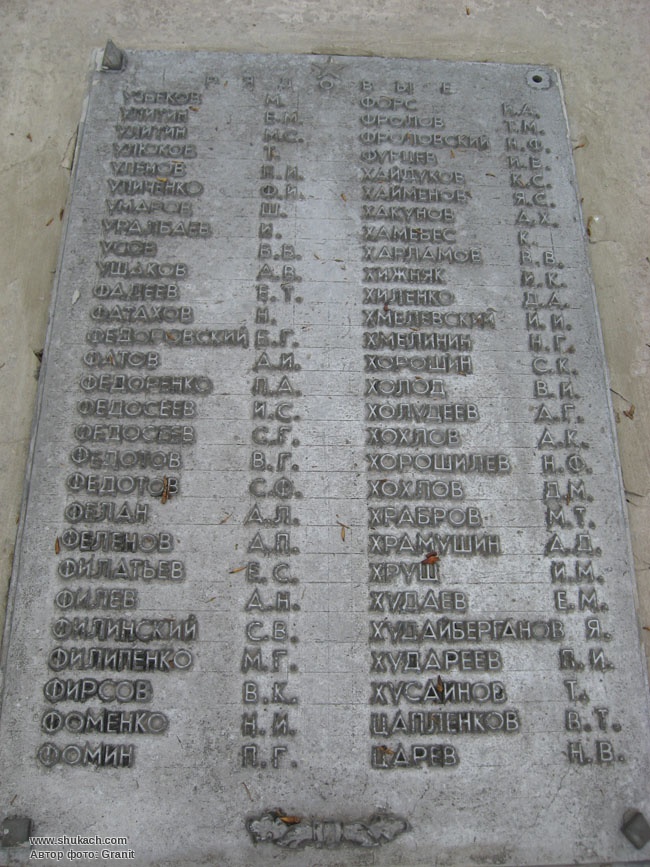 РЯДОВЫЕ
УЗБЕКОВ М.
УЛИТИН Е.М.
УЛИТИН М.С.
УЛЮКОВ Т.
УЛЕМОВ П.И.
УЛИЧЕНКО Ф.И.
УМАРОВ Ш.
УРАЛБАЕВ И.
УСОВ В.В.
УШАКОВ А.В.
ФАДЕЕВ Е.Т.
ФАТАХОВ Н.
ФЕДОРОВСКИЙ Б.Г.
ФАТОВ А.И.
ФЕДОРЕНКО П.А.
ФЕДОСЕЕВ И.С.
ФЕДОСЕЕВ С.Г.
ФЕДОТОВ В.Г.
ФЕДОТОВ С.Ф.
ФЕЛАН А.Л.
ФЕЛЕНОВ А.П.
ФИЛАТЬЕВ Е.С.
ФИЛЕВ А.Н.
ФИЛИНСКИЙ С.В.
ФИЛИПЕНКО М.Г.
ФИРСОВ В.К.
ФОМЕНКО Н.И.
ФОМИН П.Г.
ФОРС
ФРОЛОВ Т.М.
ФРОЛОВСКИЙ Н.Ф.
ФУРЦЕВ И.Е.
ХАЙДУКОВ К.С.
ХАЙМЕНОВ Я.С.
ХАКУНОВ А.Х.
ХАМЕБЕС К.
ХАРЛАМОВ В.В.
ХИЖНЯК И.К.
ХИЛЕНКО Д.А.
ХМЕЛЕВСКИЙ И.И.
ХМЕЛИНИН Н.Г.
ХОРОШИН С.К.
ХОЛОД В.И.
ХОЛУДЕЕВ А.Г.
ХОХЛОВ А.К.
ХОРОШИЛЕВ Н.Ф.
ХОХЛОВ Д.М.
ХРАБРОВ М.Т.
ХРАМУШИН А.Д.
ХРУШ И.М.
ХУДАЕВ Е.М.
ХУДАЙБЕРГАНОВ Я.
ХУДАРЕЕВ П.И.
ХУСАИНОВ Т.
ЦАПЛЕНКОВ В.Т.
ЦАРЕВ Н.В.
www.shukach.com
Автор фото: Granit